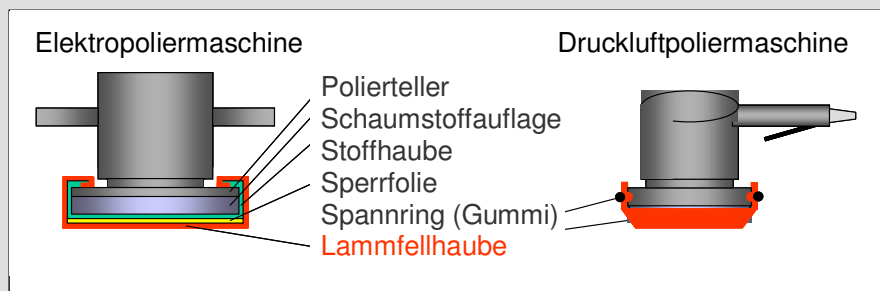 Elektropoliermaschine
Druckluftpoliermaschine
Polierteller
Schaumstoffauflage
Stoffhaube
Sperrfolie
Spannring (Gummi)
Lammfellhaube